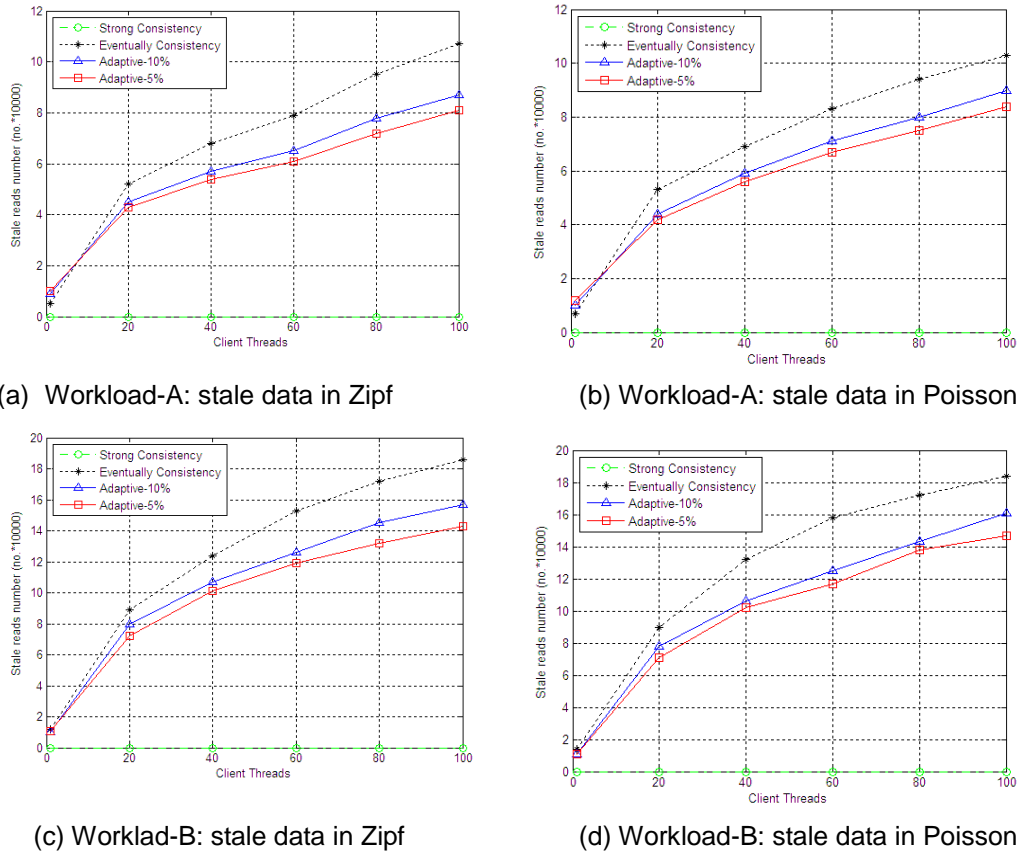 12
10
8
6
4
2
0
Stale reads number (no.*10000)
Strong Consistency
Eventually Consistency
Adaptive-10%
Adaptive-5%
0 20 40 60 80 100
Client Threads
(a) Workload-A: stale data in Zipf
12
10
8
6
4
2
0
Stale reads number (no.*10000)
Strong Consistency
Eventually Consistency
Adaptive-10%
Adaptive-5%
0 20 40 60 80 100
Client Threads
(b) Workload-A: stale data in Poisson
20
18
16
14
12
10
8
6
4
2
0
Stale reads number (no.*10000)
Strong Consistency
Eventually Consistency
Adaptive-10%
Adaptive-5%
0 20 40 60 80 100
Client Threads
(c) Worklad-B: stale data in Zipf
20
18
16
14
12
10
8
6
4
2
0
Stale reads number (no.*10000)
Strong Consistency
Eventually Consistency
Adaptive-10%
Adaptive-5%
0 20 40 60 80 100
Client Threads
(d) Workload-B: stale data in Poisson